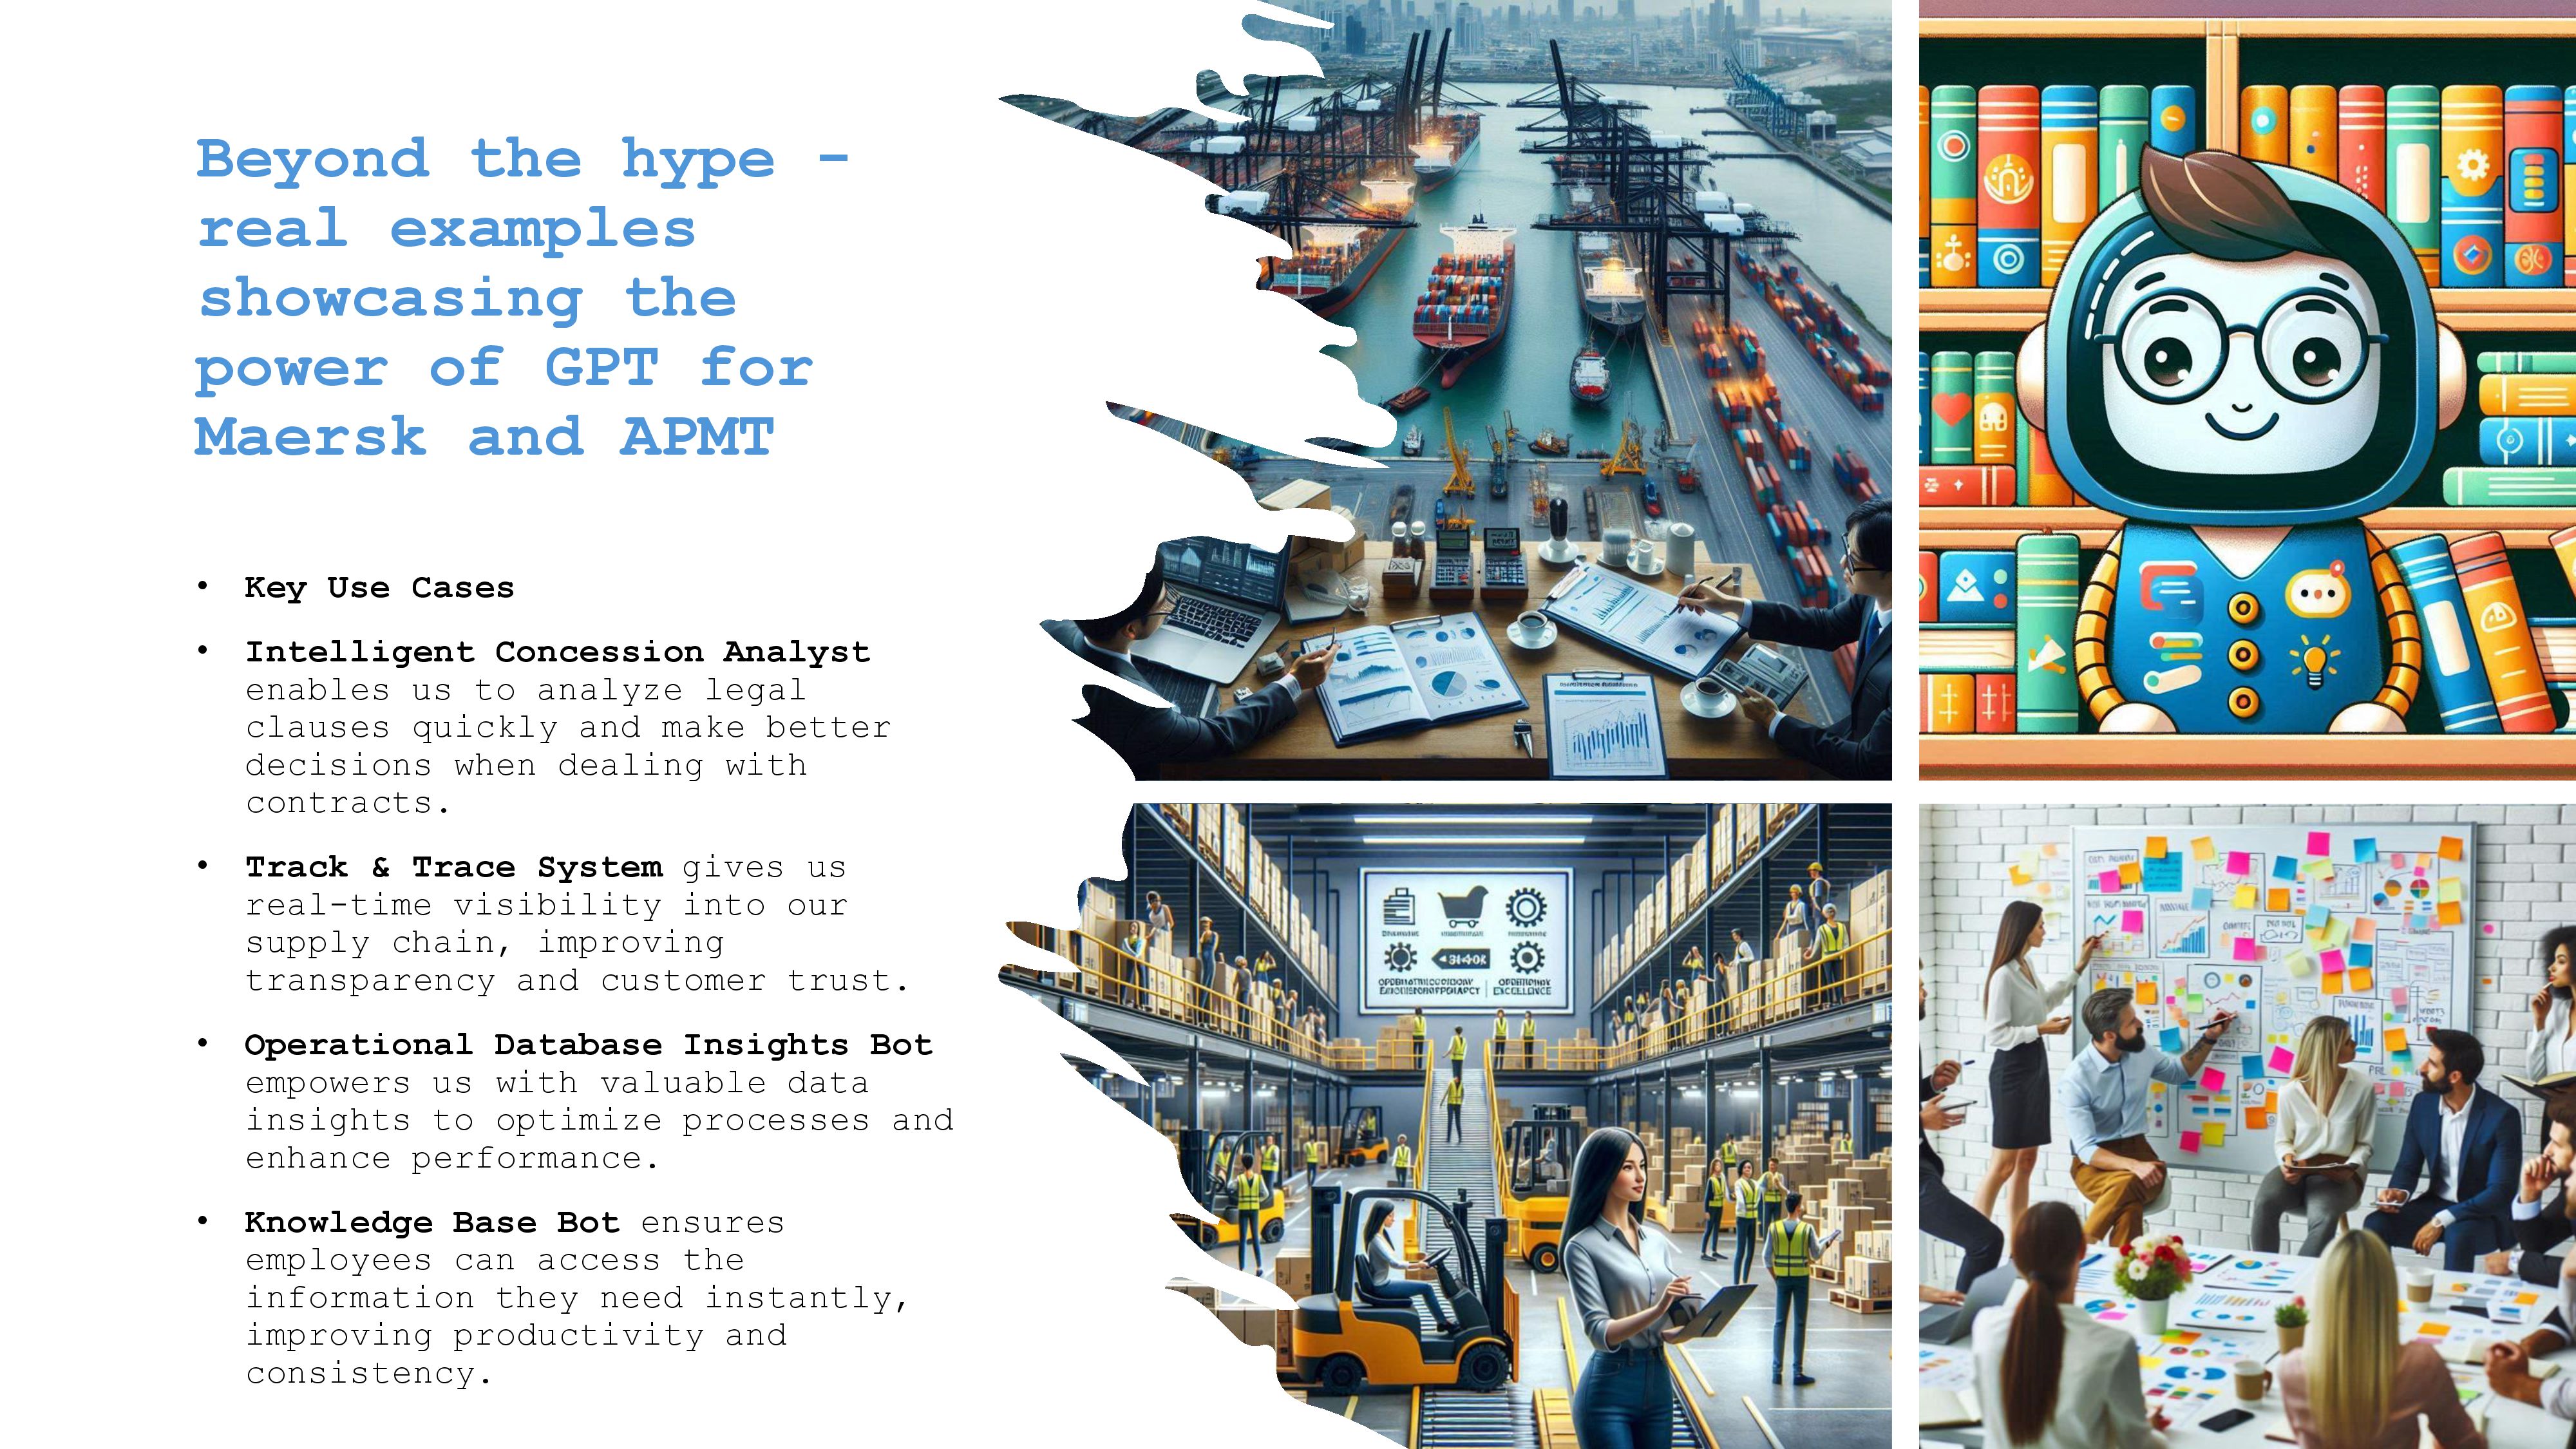 Beyond the hype -
real examples
showcasing the
power of GPT for
Maersk and APMT
• Key Use Cases
• Intelligent Concession Analyst
enables us to analyze legal
clauses quickly and make better
decisions when dealing with
contracts.
• Track & Trace System gives us
real-time visibility into our
supply chain, improving
transparency and customer trust.
• Operational Database Insights Bot
empowers us with valuable data
insights to optimize processes and
enhance performance.
• Knowledge Base Bot ensures
employees can access the
information they need instantly,
improving productivity and
consistency.
EXCELLENCE